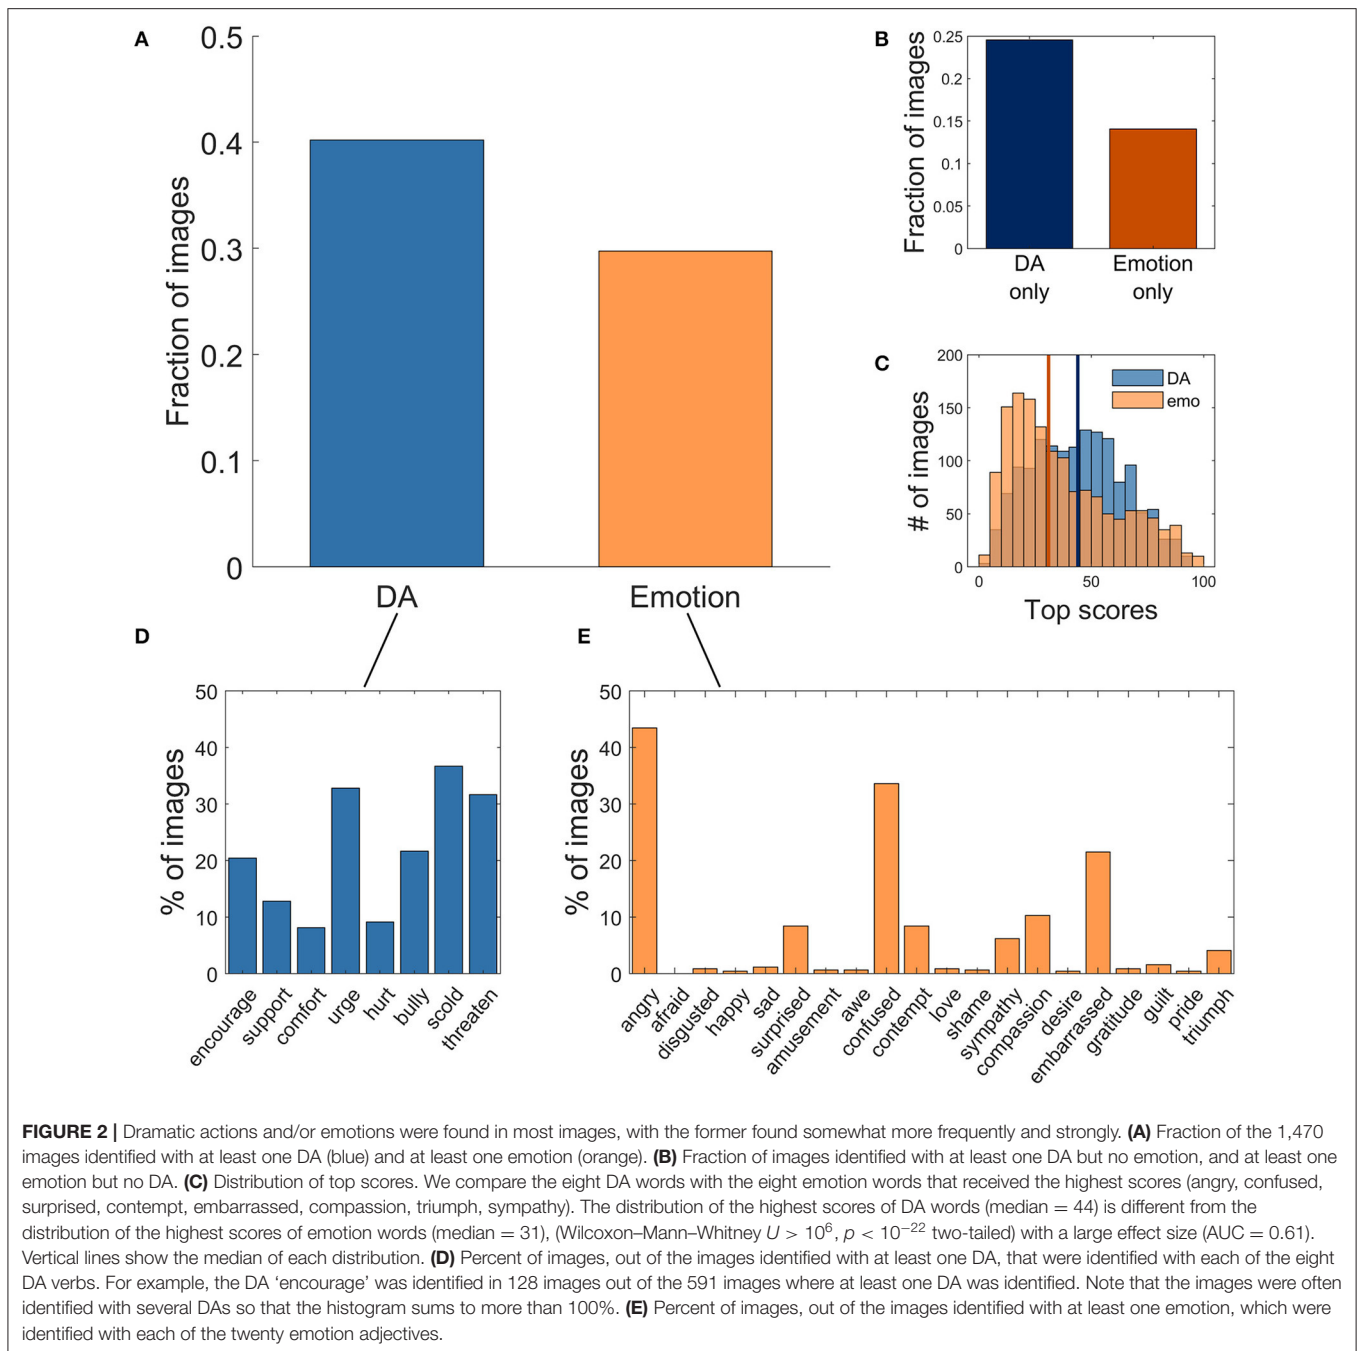 A
0.5
0.4
0.3
0.2
0.1
0
Fraction of images
DA
Emotion
B
0.25
0.2
0.15
0.1
0.05
0
Fraction of images
DA
only
Emotion
only
C
200
150
100
50
0
# of images
DA
emo
0
50
100
Top scores
D
50
40
30
20
10
0
% of images
encourage
support
comfort
urge
hurt
bully
scold
threaten
E
50
40
30
20
10
0
% of images
angry
afraid
disgusted
happy
sad
surprised
amusement
awe
confused
contempt
love
shame
sympathy
compassion
desire
embarrassed
gratitude
guilt
pride
triumph
FIGURE 2 | Dramatic actions and/or emotions were found in most images, with the former found somewhat more frequently and strongly. (A) Fraction of the 1,470
images identified with at least one DA (blue) and at least one emotion (orange). (B) Fraction of images identified with at least one DA but no emotion, and at least one
emotion but no DA. (C) Distribution of top scores. We compare the eight DA words with the eight emotion words that received the highest scores (angry, confused,
surprised, contempt, embarrassed, compassion, triumph, sympathy). The distribution of the highest scores of DA words (median = 44) is different from the
distribution of the highest scores of emotion words (median = 31), (Wilcoxon–Mann–Whitney U > 10⁶, p < 10⁻²² two-tailed) with a large effect size (AUC = 0.61).
Vertical lines show the median of each distribution. (D) Percent of images, out of the images identified with at least one DA, that were identified with each of the eight
DA verbs. For example, the DA ‘encourage’ was identified in 128 images out of the 591 images where at least one DA was identified. Note that the images were often
identified with several DAs so that the histogram sums to more than 100%. (E) Percent of images, out of the images identified with at least one emotion, which were
identified with each of the twenty emotion adjectives.